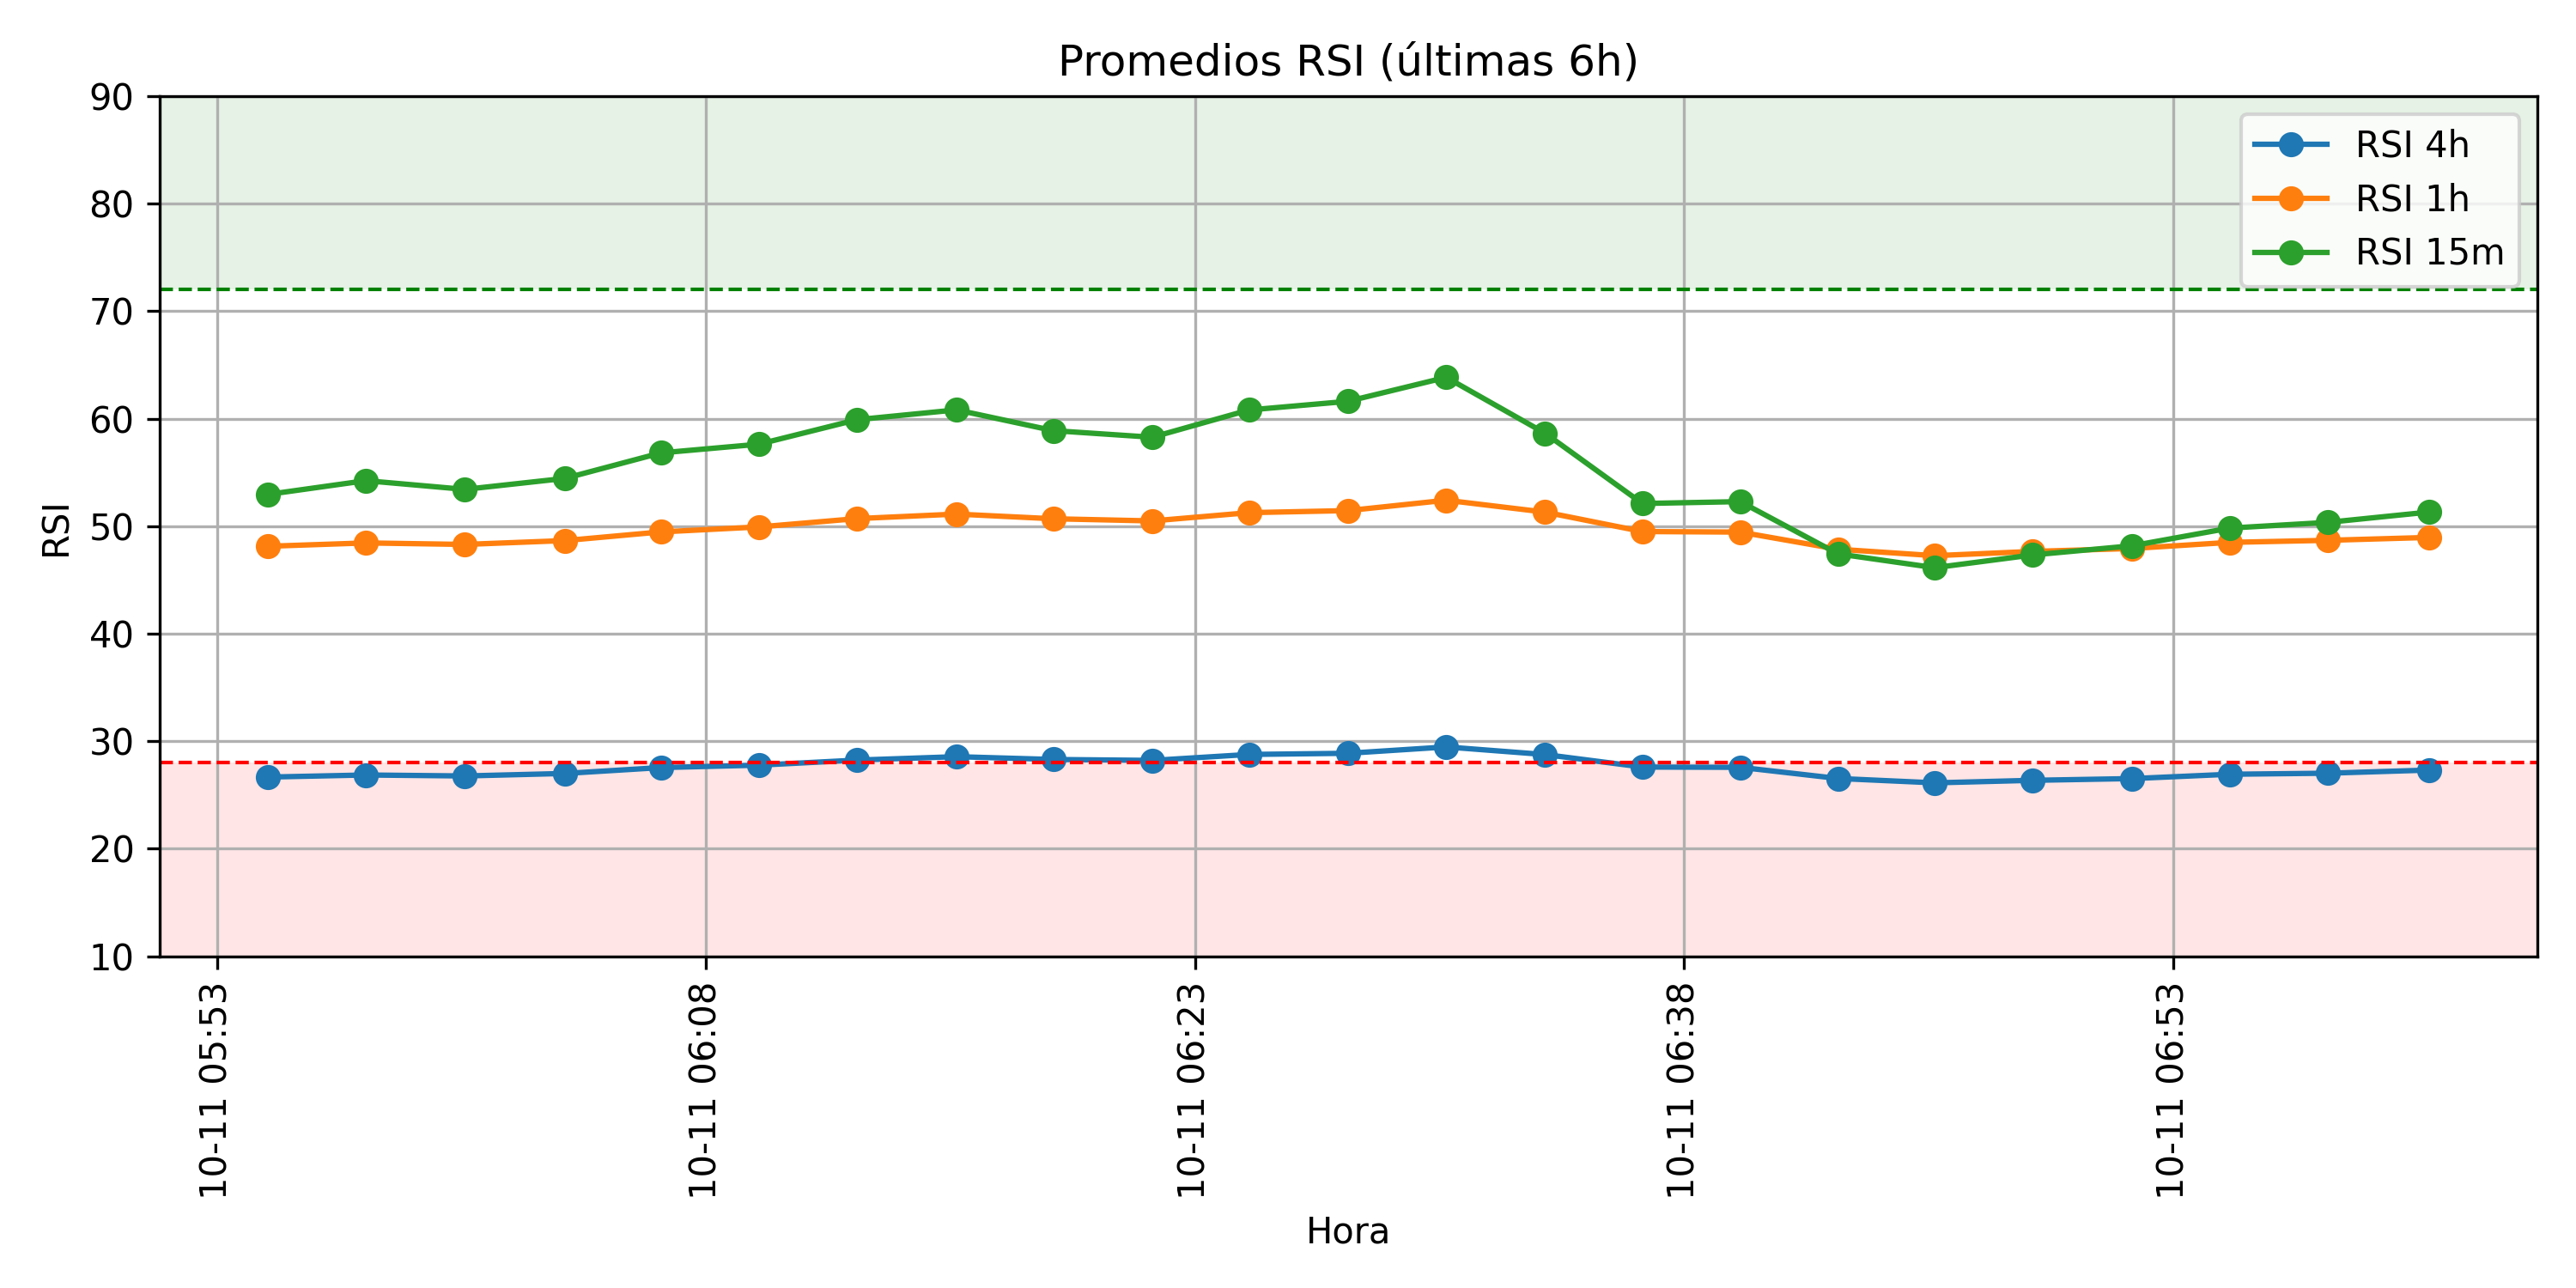 Promedios RSI (últimas 6h)
90
80
70
60
50
40
30
20
10
RSI
RSI 4h
RSI 1h
RSI 15m
10-11 05:53
10-11 06:08
10-11 06:23
10-11 06:38
10-11 06:53
Hora